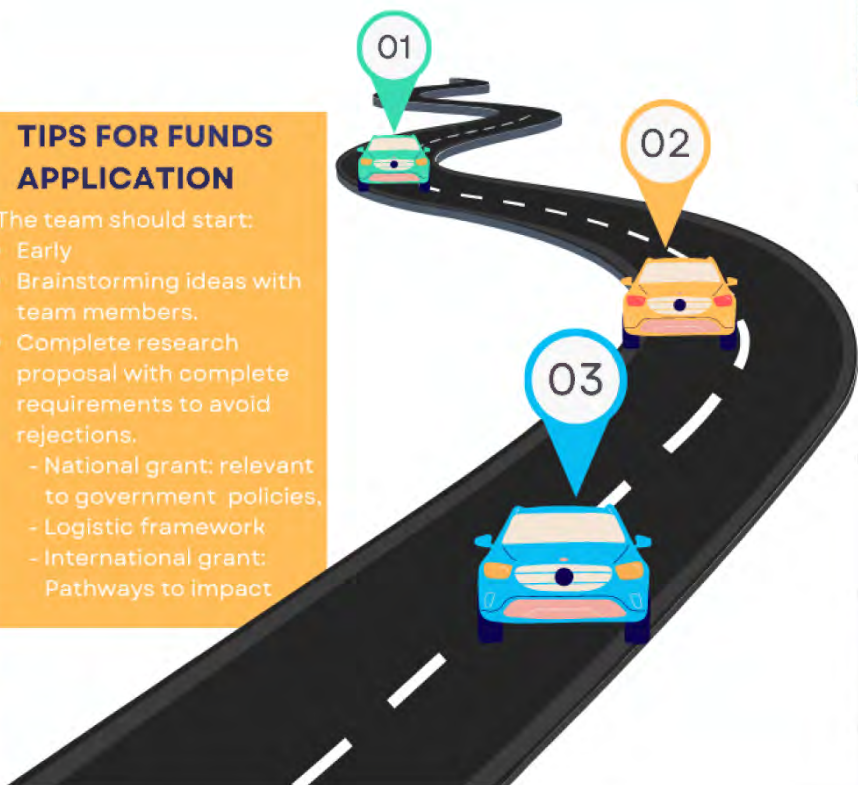 01
TIPS FOR FUNDS
APPLICATION
02
The team should start:
Early
Brainstorming ideas with
team members.
Complete research
proposal with complete
requirements to avoid
rejections.
- National grant: relevant
to government policies,
- Logistic framework
- International grant:
Pathways to impact
03